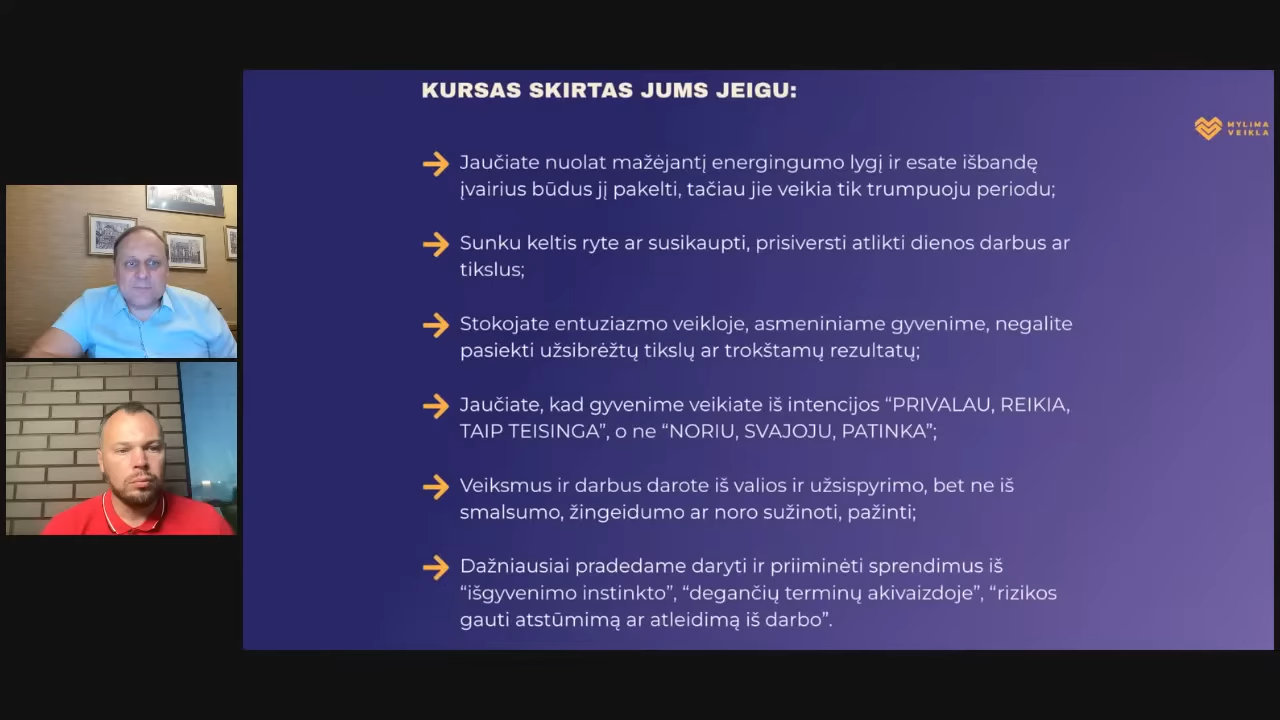 KURSAS SKIRTAS JUMS JEIGU:
MYLIMA
VEIKLA
Jaučiate nuolat mažėjantį energingumo lygį ir esate išbandę
įvairius būdus jį pakelti, tačiau jie veikia tik trumpuoju periodu;
Sunku keltis ryte ar susikaupti, prisiversti atlikti dienos darbus ar
tikslus;
Stokojate entuziazmo veikloje, asmeniniame gyvenime, negalite
pasiekti užsibrėžtų tikslų ar trokštamų rezultatų;
Jaučiate, kad gyvenime veikiate iš intencijos “PRIVALAU, REIKIA,
TAIP TEISINGA”, o ne “NORIU, SVAJOJU, PATINKA”;
Veiksmus ir darbus darote iš valios ir užsispyrimo, bet ne iš
smalsumo, žingeidumo ar noro sužinoti, pažinti;
Dažniausiai pradedame daryti ir priiminėti sprendimus iš
“išgyvenimo instinkto”, “degančių terminų akivaizdoje”, “rizikos
gauti atstūmimą ar atleidimą iš darbo”.